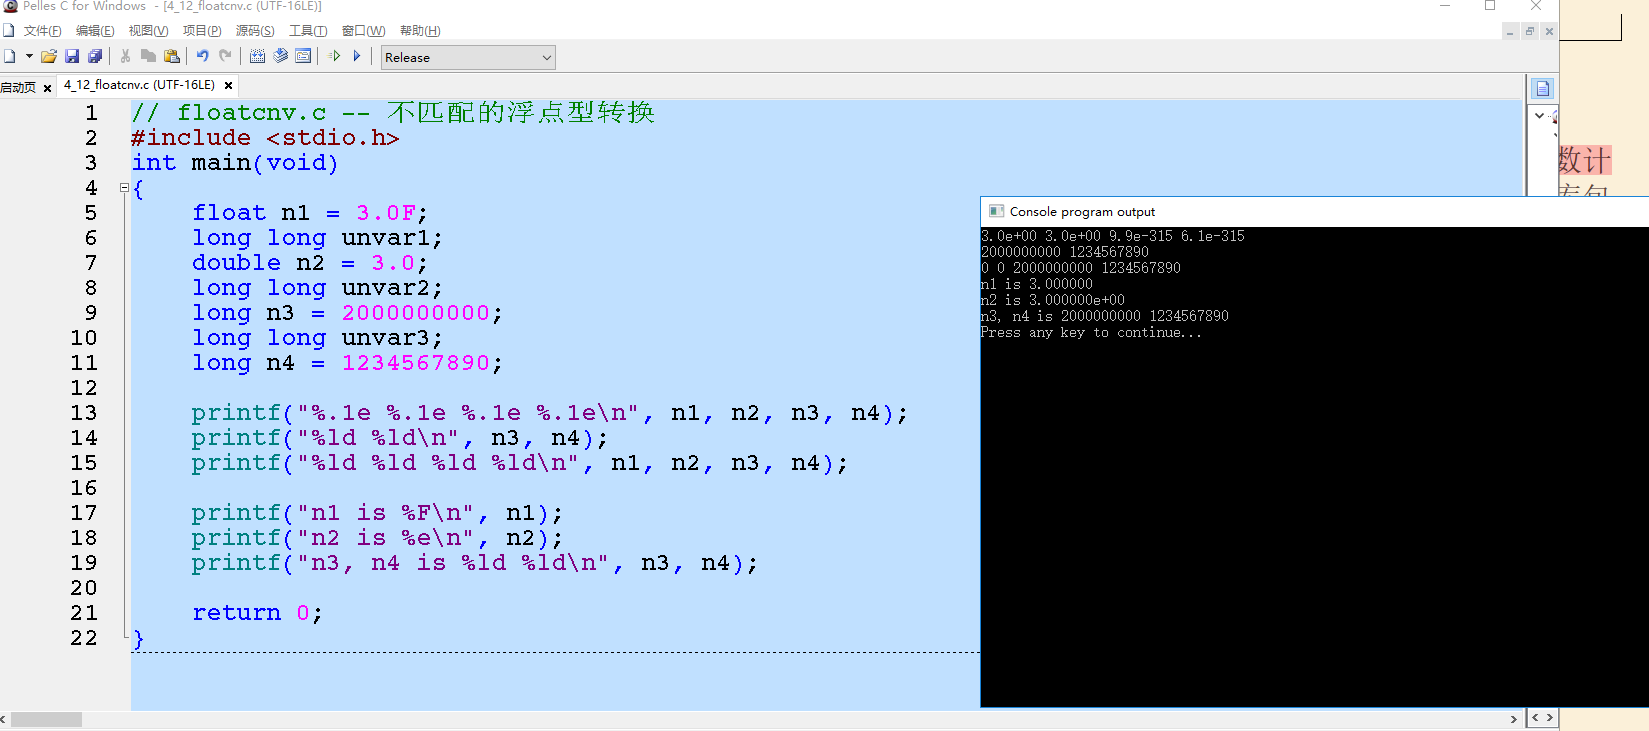 Pelles C for Windows - [4_12_floatcnv.c (UTF-16LE)]
文件(F) 编辑(E) 视图(V) 项目(P) 源码(S) 工具(T) 窗口(W) 帮助(H)
Release
启动页 4_12_floatcnv.c (UTF-16LE)
1 // floatcnv.c -- 不匹配的浮点型转换
2 #include <stdio.h>
3 int main(void)
4 {
5 float n1 = 3.0F;
6 long long unvar1;
7 double n2 = 3.0;
8 long long unvar2;
9 long n3 = 2000000000;
10 long long unvar3;
11 long n4 = 1234567890;
12
13 printf("%.1e %.1e %.1e %.1e\n", n1, n2, n3, n4);
14 printf("%ld %ld\n", n3, n4);
15 printf("%ld %ld %ld %ld\n", n1, n2, n3, n4);
16
17 printf("n1 is %F\n", n1);
18 printf("n2 is %e\n", n2);
19 printf("n3, n4 is %ld %ld\n", n3, n4);
20
21 return 0;
22 }
Console program output
3.0e+00 3.0e+00 9.9e-315 6.1e-315
2000000000 1234567890
0 0 2000000000 1234567890
n1 is 3.000000
n2 is 3.000000e+00
n3, n4 is 2000000000 1234567890
Press any key to continue...
数计